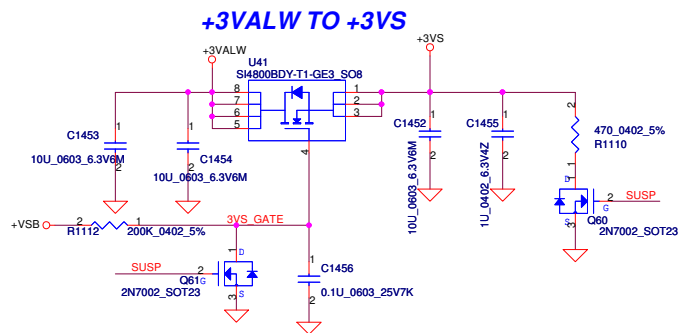 +3VALW TO +3VS
+3VALW
U41
SI4800BDY-T1-GE3_SO8
+3VS
8
7
6
5
1
2
3
4
1
C1453
2
10U_0603_6.3V6M
1
C1454
2
10U_0603_6.3V6M
C1452
1
2
10U_0603_6.3V6M
C1455
1
2
1U_0402_6.3V4Z
2
470_0402_5%
R1110
1
D
G
S
3
2
SUSP
Q60
2N7002_SOT23
+VSB
2
1
R1112
200K_0402_5%
3VS_GATE
SUSP
2
G
1
D
S
3
Q61
2N7002_SOT23
1
C1456
2
0.1U_0603_25V7K